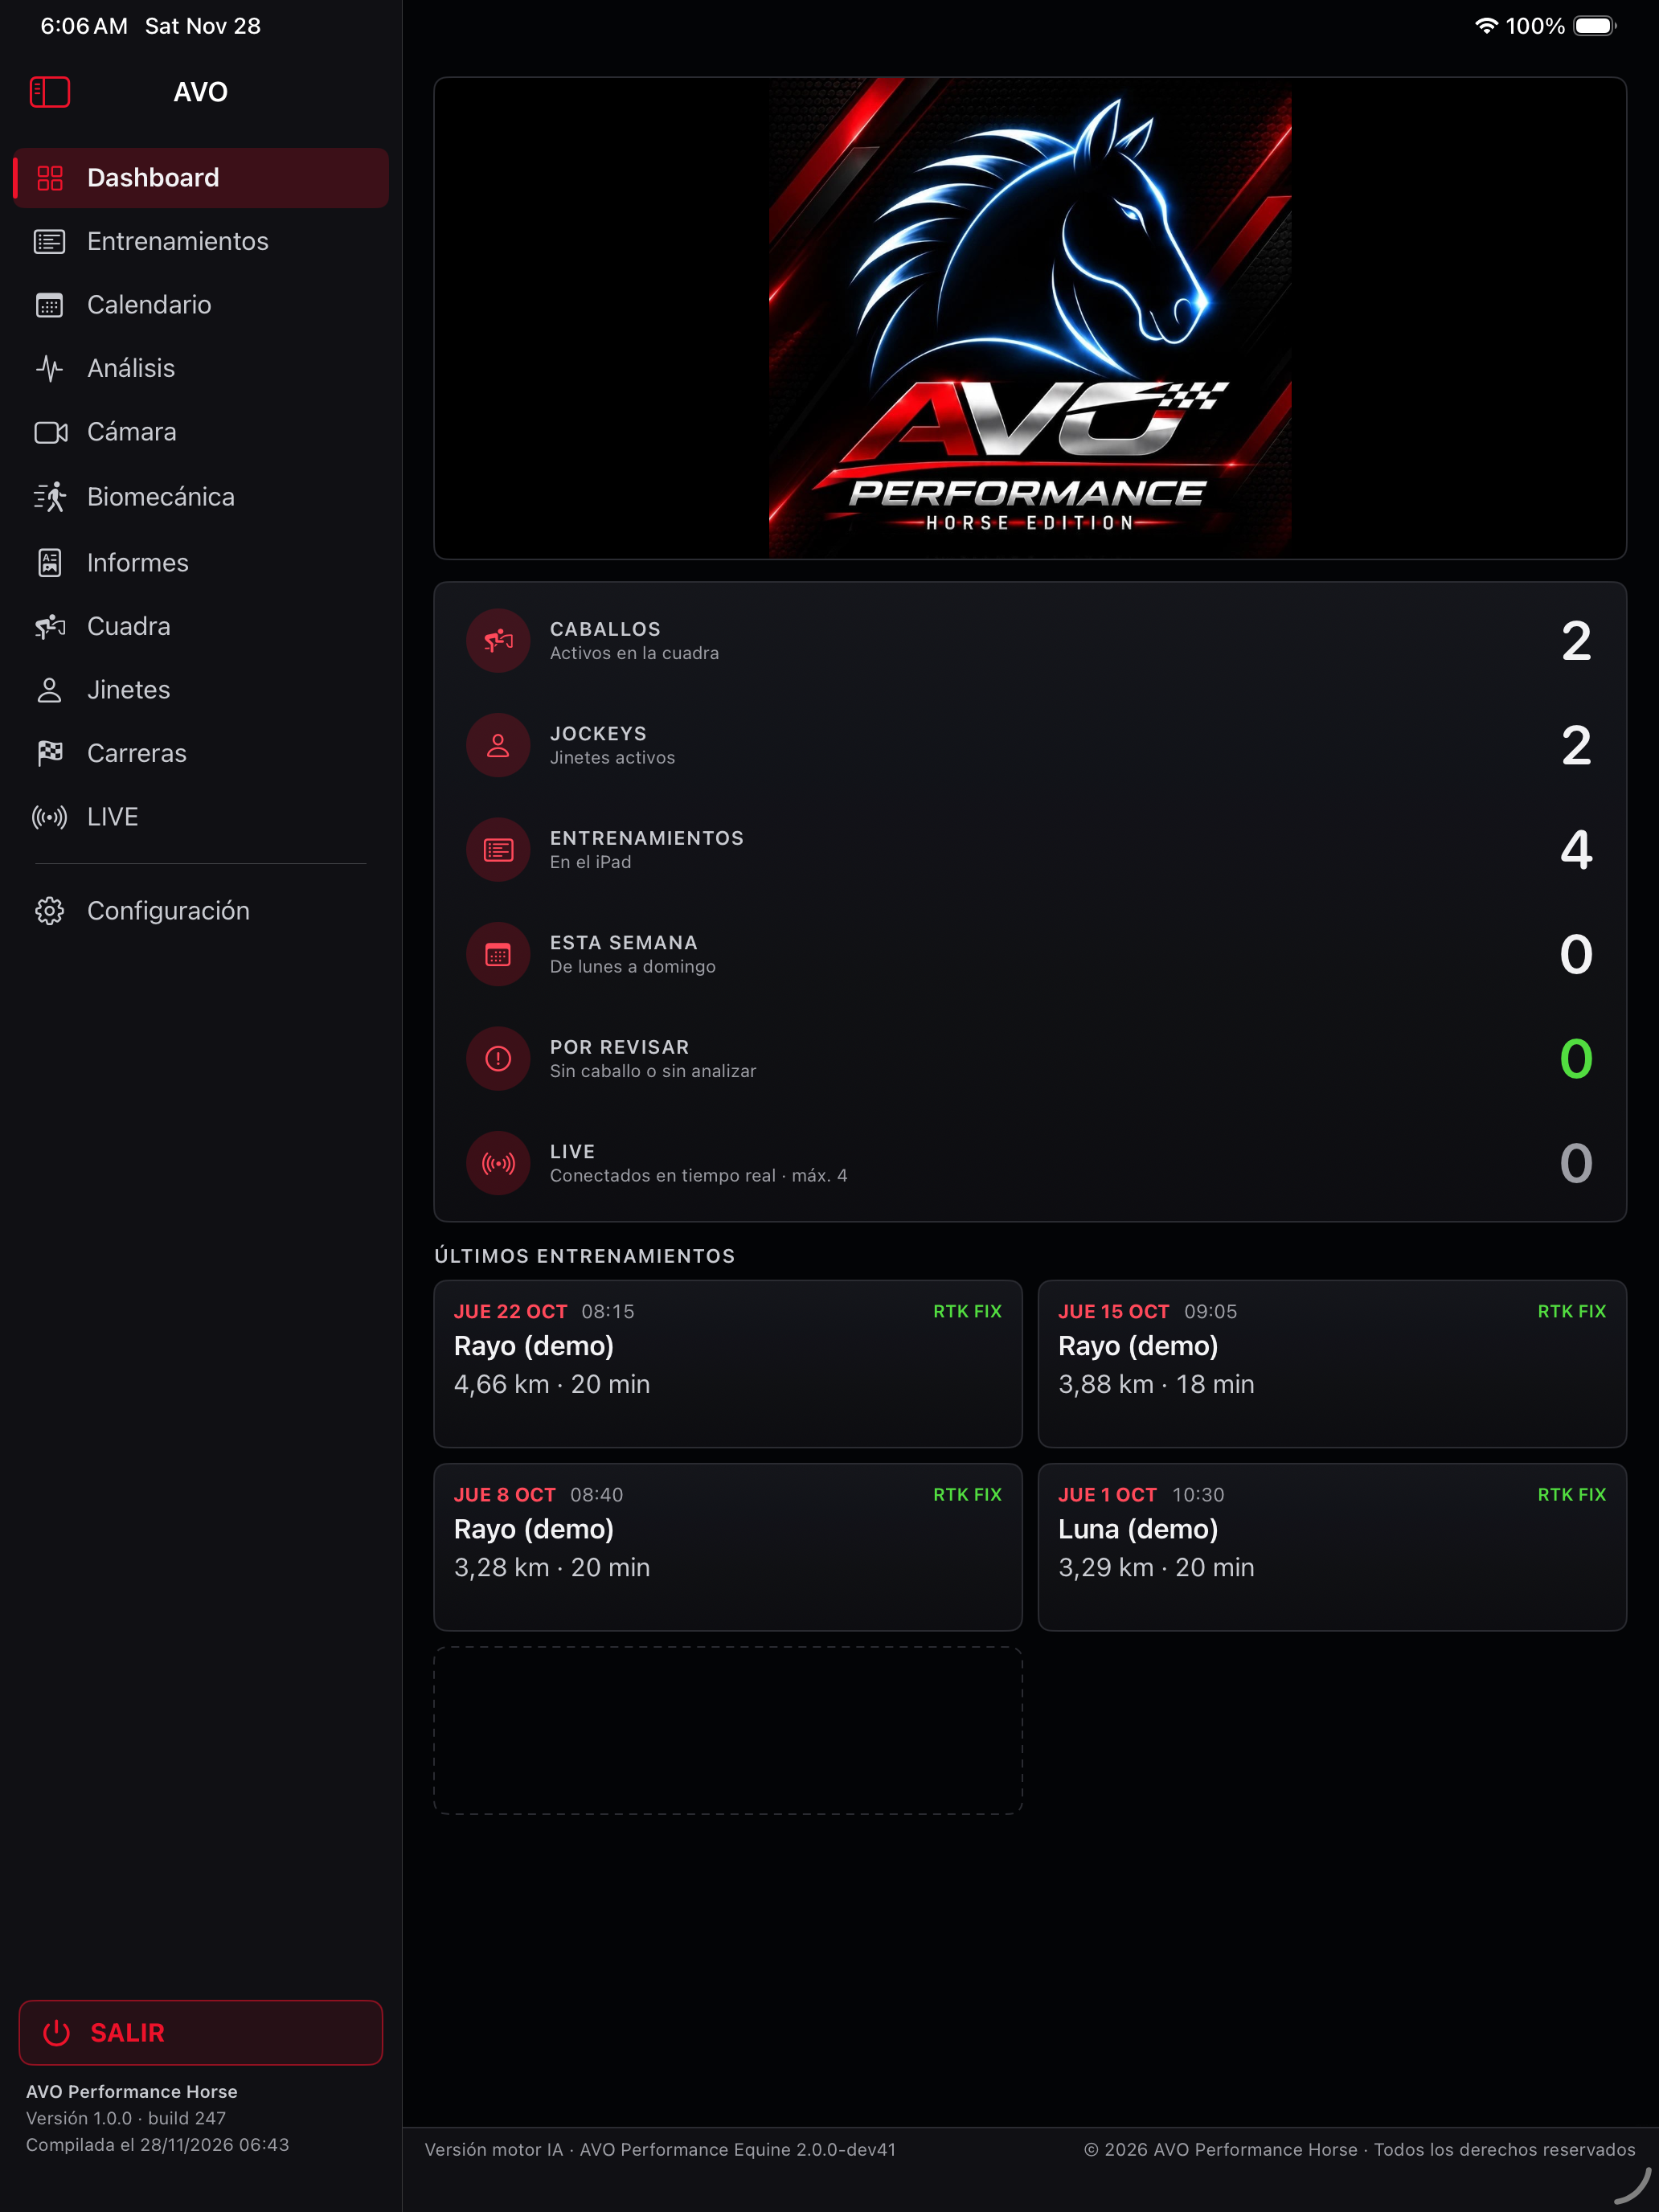 6:06 AM Sat Nov 28
100%
AVO
Dashboard
Entrenamientos
Calendario
Análisis
Cámara
Biomecánica
Informes
Cuadra
Jinetes
Carreras
LIVE
Configuración
SALIR
AVO Performance Horse
Versión 1.0.0 · build 247
Compilada el 28/11/2026 06:43
AVO
PERFORMANCE
HORSE EDITION
CABALLOS
Activos en la cuadra
2
JOCKEYS
Jinetes activos
2
ENTRENAMIENTOS
En el iPad
4
ESTA SEMANA
De lunes a domingo
0
POR REVISAR
Sin caballo o sin analizar
0
LIVE
Conectados en tiempo real · máx. 4
0
ÚLTIMOS ENTRENAMIENTOS
JUE 22 OCT 08:15 RTK FIX
Rayo (demo)
4,66 km · 20 min
JUE 15 OCT 09:05 RTK FIX
Rayo (demo)
3,88 km · 18 min
JUE 8 OCT 08:40 RTK FIX
Rayo (demo)
3,28 km · 20 min
JUE 1 OCT 10:30 RTK FIX
Luna (demo)
3,29 km · 20 min
Versión motor IA · AVO Performance Equine 2.0.0-dev41
© 2026 AVO Performance Horse · Todos los derechos reservados